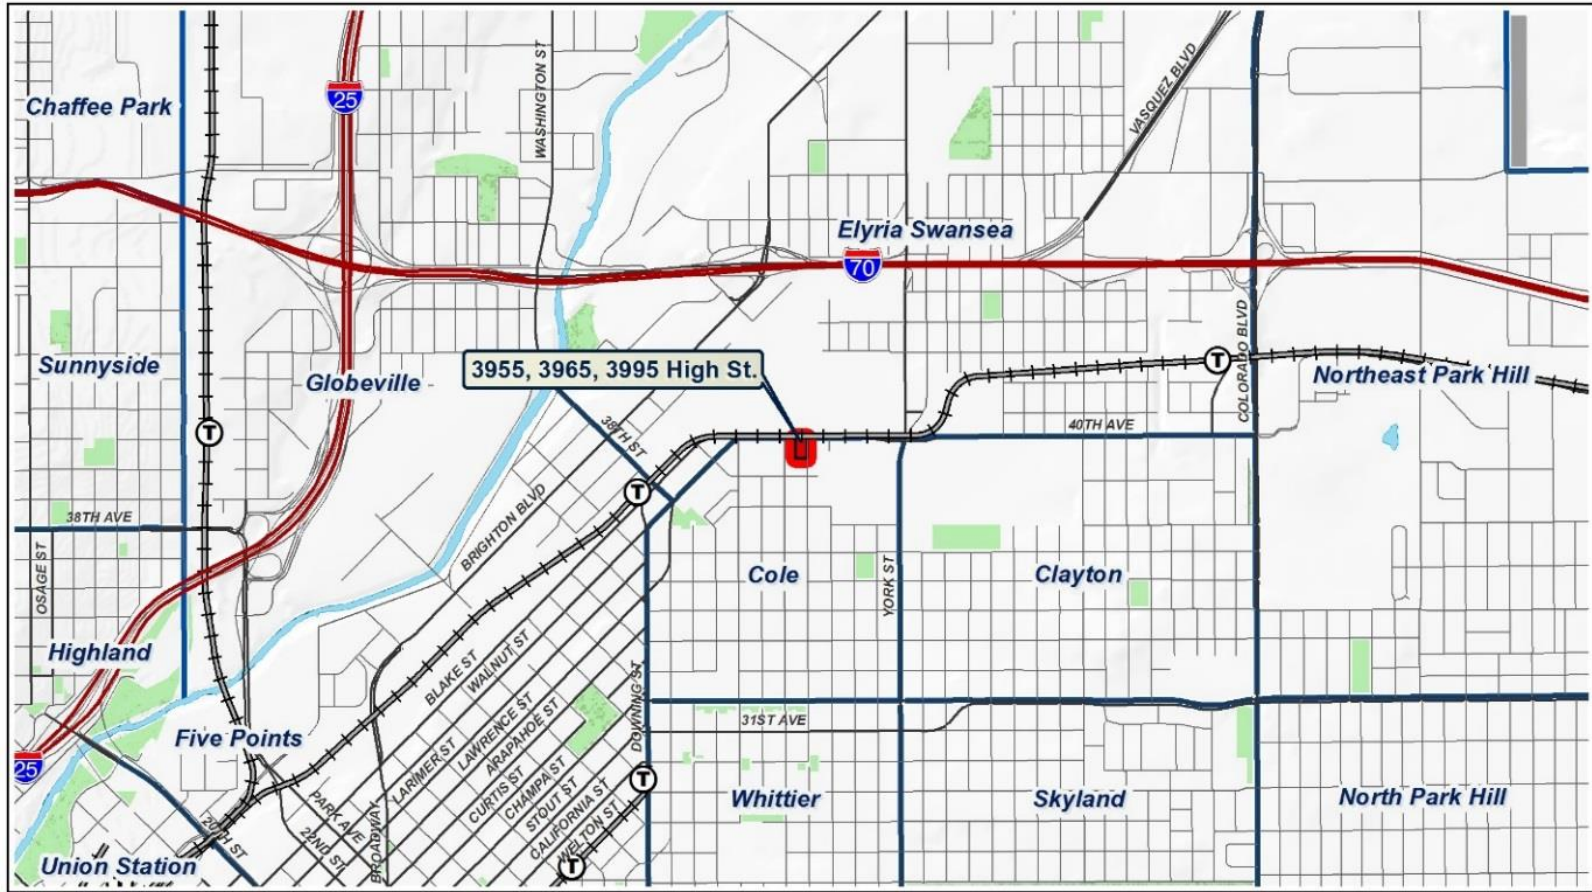 Chaffee Park
25
WASHINGTON ST
VASQUEZ BLVD
Elyria Swansea
70
Sunnyside
Globeville
3955, 3965, 3995 High St.
COLORADO BLVD
T
Northeast Park Hill
38TH ST
40TH AVE
T
T
38TH AVE
BRIGHTON BLVD
OSAGE ST
Cole
YORK ST
Clayton
Highland
BLAKE ST
WALNUT ST
DOWNING ST
LAWRENCE ST
ARAPAHOE ST
31ST AVE
Five Points
25
LARIMER ST
CURTIS ST
CHAMPA ST
STOUT ST
CALIFORNIA ST
WELTON ST
T
Whittier
Skyland
North Park Hill
PARK AVE
22ND ST
BROADWAY
20TH ST
Union Station
T